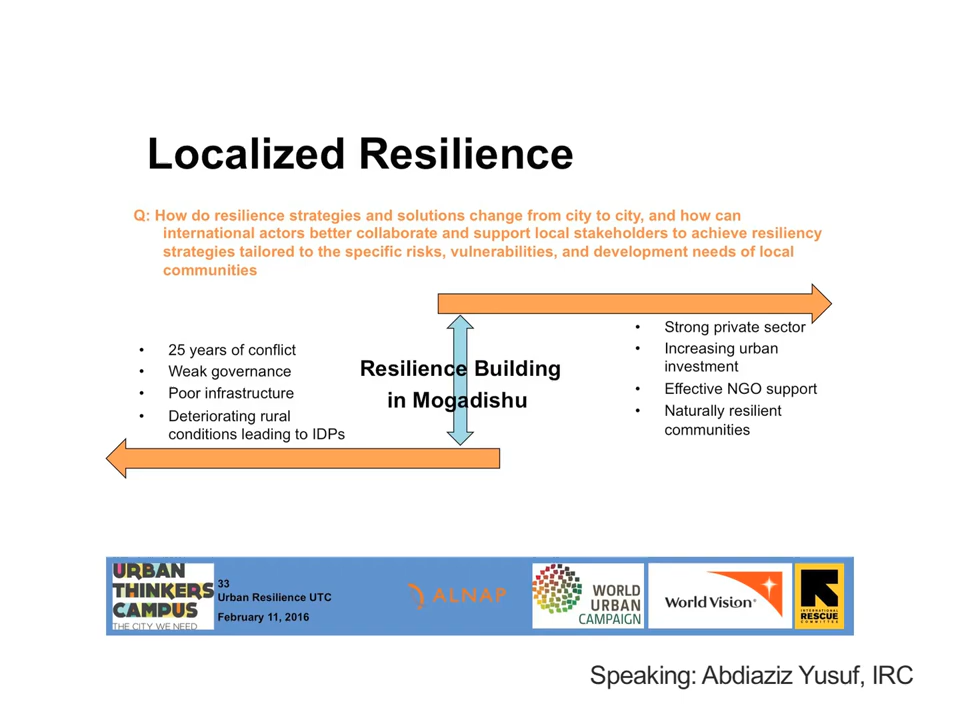 Localized Resilience
Q: How do resilience strategies and solutions change from city to city, and how can
international actors better collaborate and support local stakeholders to achieve resiliency
strategies tailored to the specific risks, vulnerabilities, and development needs of local
communities
• 25 years of conflict
• Weak governance
• Poor infrastructure
• Deteriorating rural
conditions leading to IDPs
Resilience Building
in Mogadishu
• Strong private sector
• Increasing urban
investment
• Effective NGO support
• Naturally resilient
communities
URBAN
THINKERS
CAMPUS
THE CITY WE NEED
33
Urban Resilience UTC
February 11, 2016
ALNAP
WORLD
URBAN
CAMPAIGN
World Vision
INTERNATIONAL
RESCUE
COMMITTEE
Speaking: Abdiaziz Yusuf, IRC